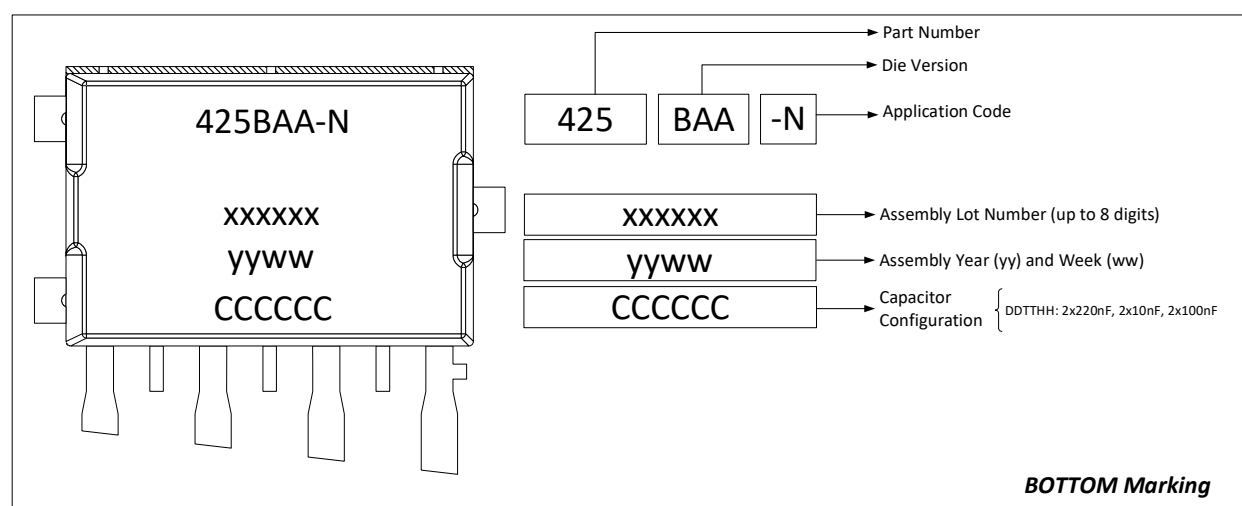 425BAA-N
xxxxxx
yyww
CCCCCC
Part Number
Die Version
425 BAA -N Application Code
xxxxxx Assembly Lot Number (up to 8 digits)
yyww Assembly Year (yy) and Week (ww)
CCCCCC Capacitor
Configuration DDTTHH: 2x220nF, 2x10nF, 2x100nF
BOTTOM Marking